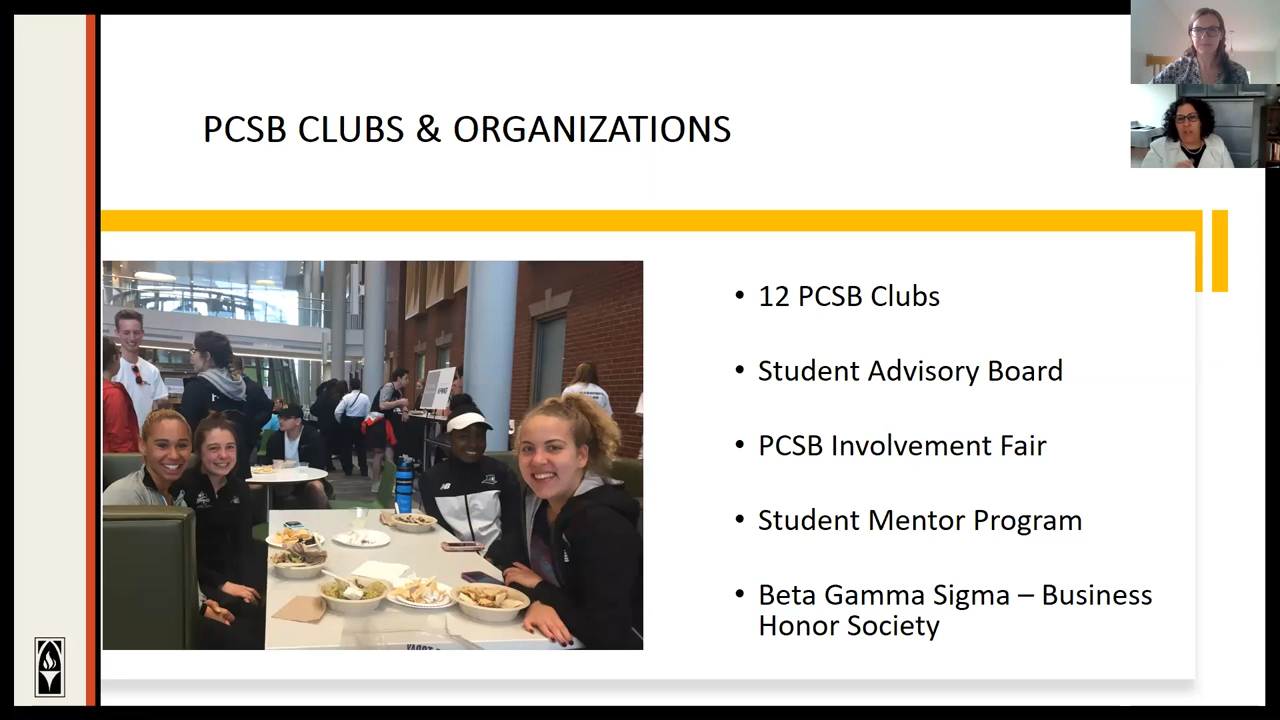 PCSB CLUBS & ORGANIZATIONS
• 12 PCSB Clubs
• Student Advisory Board
• PCSB Involvement Fair
• Student Mentor Program
• Beta Gamma Sigma – Business
Honor Society